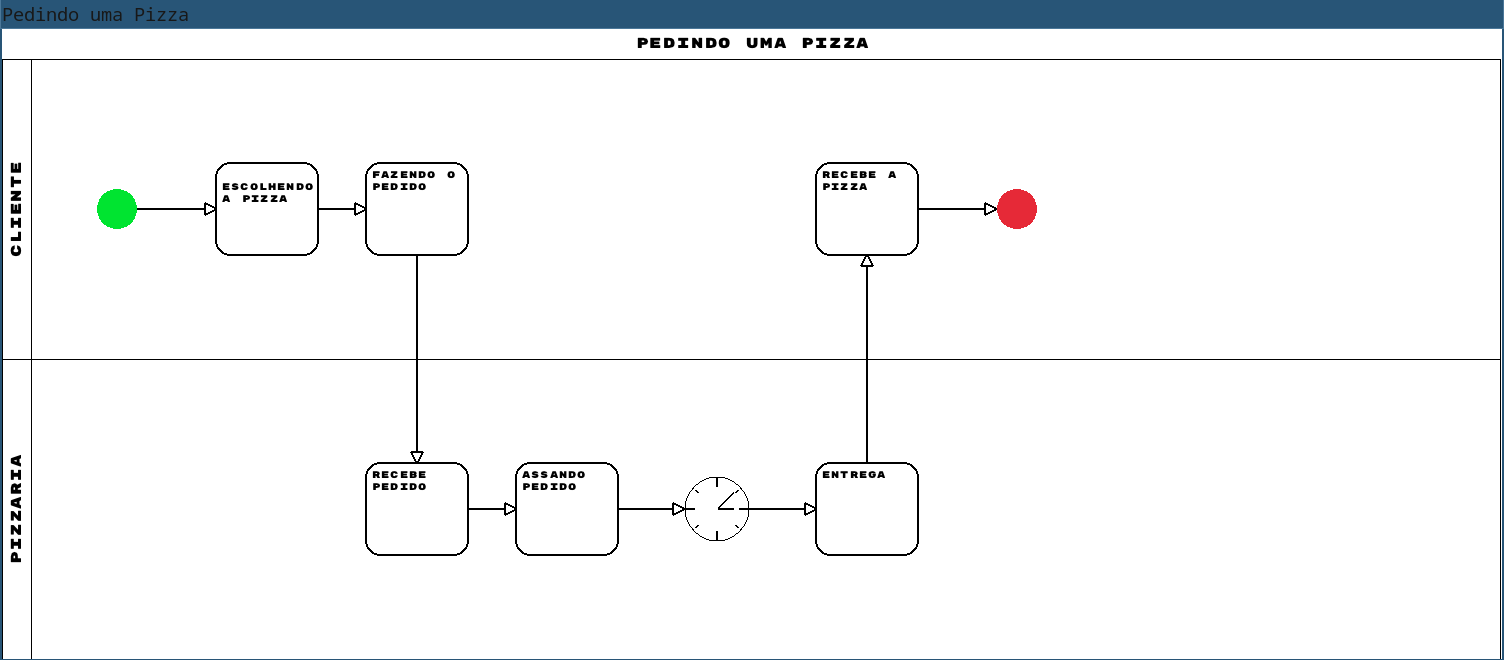 Pedindo uma Pizza
PEDINDO UMA PIZZA
CLIENTE
ESCOLHENDO
A PIZZA
FAZENDO O
PEDIDO
RECEBE A
PIZZA
PIZZARIA
RECEBE
PEDIDO
ASSANDO
PEDIDO
ENTREGA